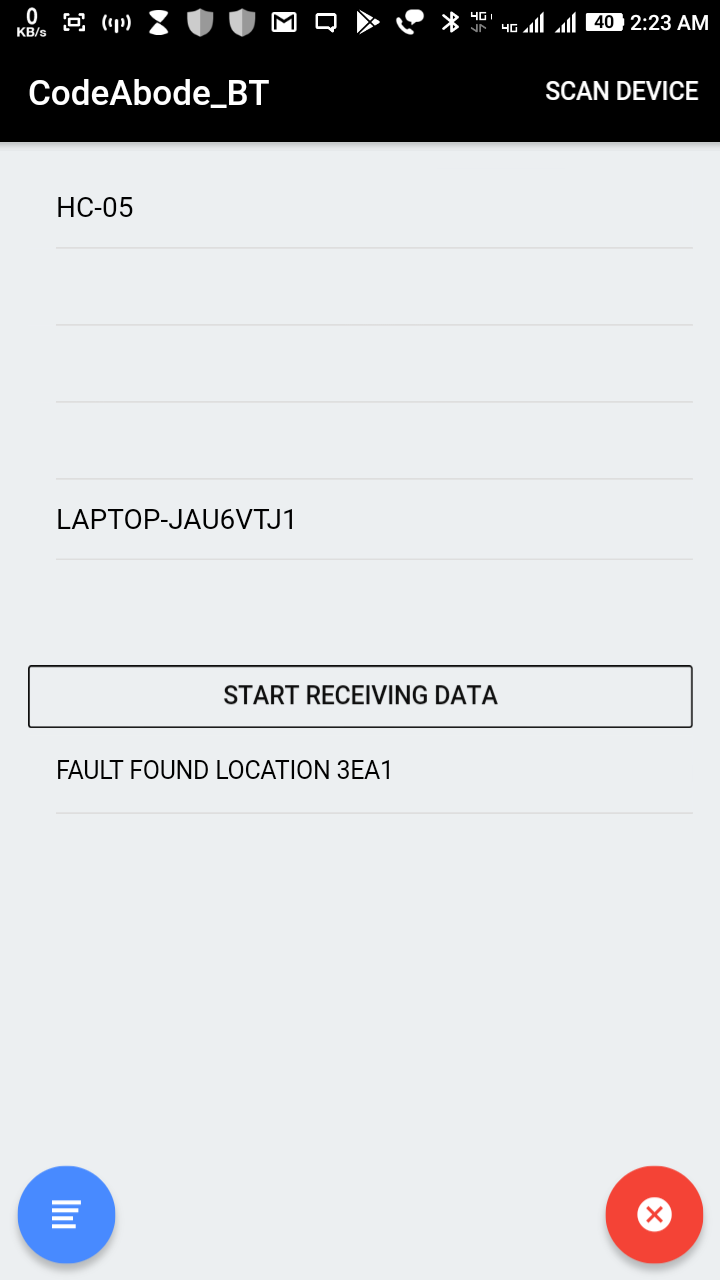 0
KB/s
4G
4G
40
2:23 AM
CodeAbode_BT
SCAN DEVICE
HC-05
LAPTOP-JAU6VTJ1
START RECEIVING DATA
FAULT FOUND LOCATION 3EA1